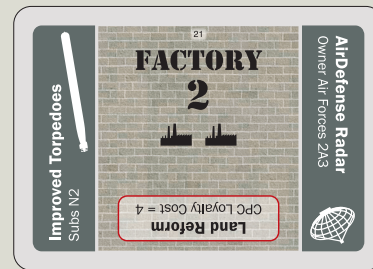 21
FACTORY
2
Improved Torpedoes
Subs N2
AirDefense Radar
Owner Air Forces 2A3
Land Reform
CPC Loyalty Cost = 4